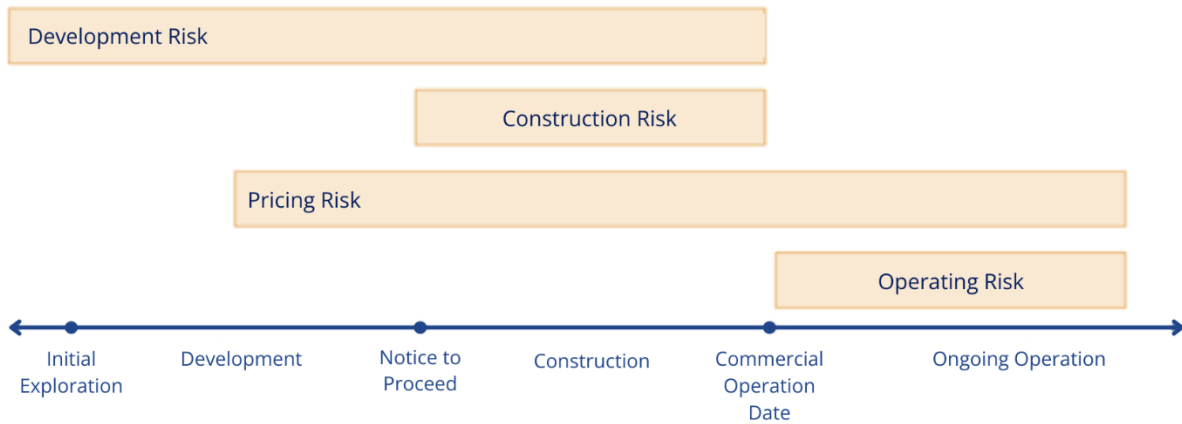 Development Risk
Construction Risk
Pricing Risk
Operating Risk
Initial
Exploration
Development
Notice to
Proceed
Construction
Commercial
Operation
Date
Ongoing Operation